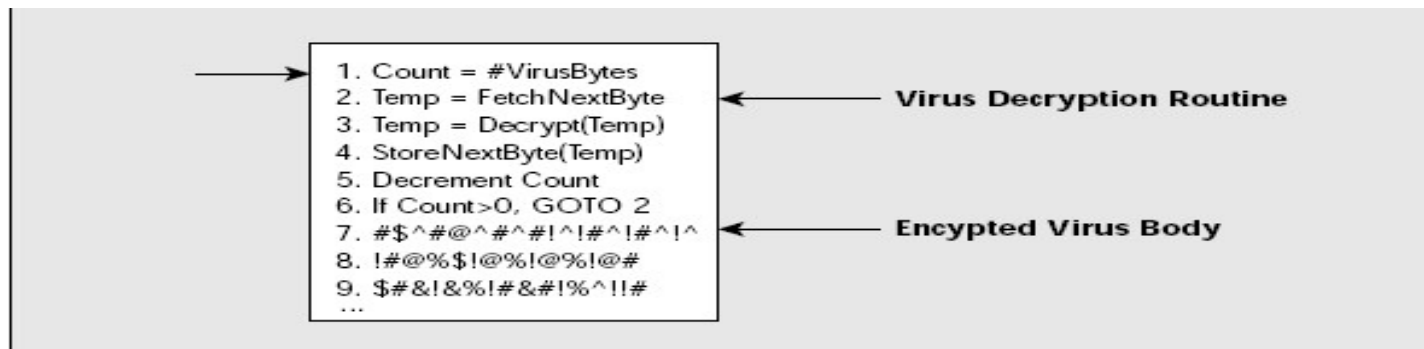 1. Count = #VirusBytes
2. Temp = FetchNextByte
3. Temp = Decrypt(Temp)
4. StoreNextByte(Temp)
5. Decrement Count
6. If Count>0, GOTO 2
7. #$^#@^#^#!^!#^!#^!^
8. !#@%$!@%!@%!@#
9. $#&!&%!#&#!%^!!#
...
Virus Decryption Routine
Encypted Virus Body